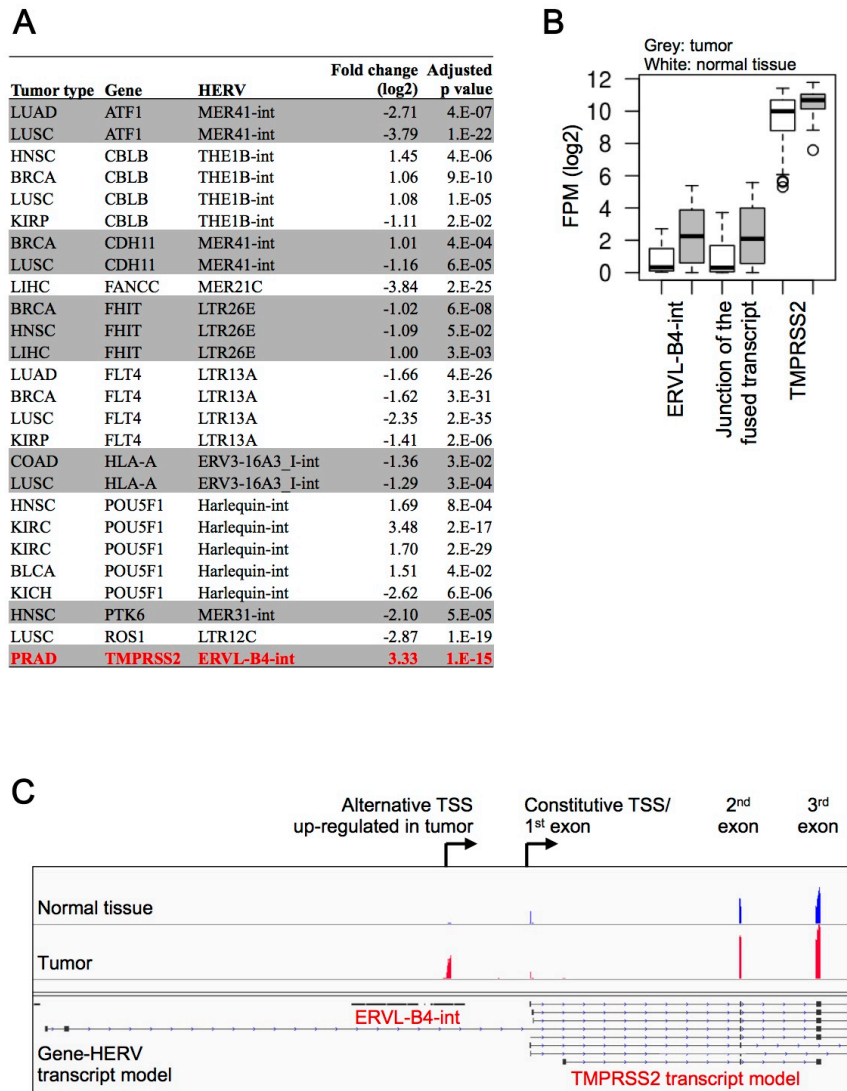 A
Fold change Adjusted
Tumor type Gene HERV (log2) p value
LUAD ATF1 MER41-int -2.71 4.E-07
LUSC ATF1 MER41-int -3.79 1.E-22
HNSC CBLB THE1B-int 1.45 4.E-06
BRCA CBLB THE1B-int 1.06 9.E-10
LUSC CBLB THE1B-int 1.08 1.E-05
KIRP CBLB THE1B-int -1.11 2.E-02
BRCA CDH11 MER41-int 1.01 4.E-04
LUSC CDH11 MER41-int -1.16 6.E-05
LIHC FANCC MER21C -3.84 2.E-25
BRCA FHIT LTR26E -1.02 6.E-08
HNSC FHIT LTR26E -1.09 5.E-02
LIHC FHIT LTR26E 1.00 3.E-03
LUAD FLT4 LTR13A -1.66 4.E-26
BRCA FLT4 LTR13A -1.62 3.E-31
LUSC FLT4 LTR13A -2.35 2.E-35
KIRP FLT4 LTR13A -1.41 2.E-06
COAD HLA-A ERV3-16A3_I-int -1.36 3.E-02
LUSC HLA-A ERV3-16A3_I-int -1.29 3.E-04
HNSC POU5F1 Harlequin-int 1.69 8.E-04
KIRC POU5F1 Harlequin-int 3.48 2.E-17
KIRC POU5F1 Harlequin-int 1.70 2.E-29
BLCA POU5F1 Harlequin-int 1.51 4.E-02
KICH POU5F1 Harlequin-int -2.62 6.E-06
HNSC PTK6 MER31-int -2.10 5.E-05
LUSC ROS1 LTR12C -2.87 1.E-19
PRAD TMPRSS2 ERVL-B4-int 3.33 1.E-15
B
Grey: tumor
White: normal tissue
12
10
8
6
4
2
0
FPM (log2)
ERVL-B4-int
Junction of the
fused transcript
TMPRSS2
C
Alternative TSS
up-regulated in tumor
Constitutive TSS/
1st exon
2nd
exon
3rd
exon
Normal tissue
Tumor
ERVL-B4-int
Gene-HERV
transcript model
TMPRSS2 transcript model